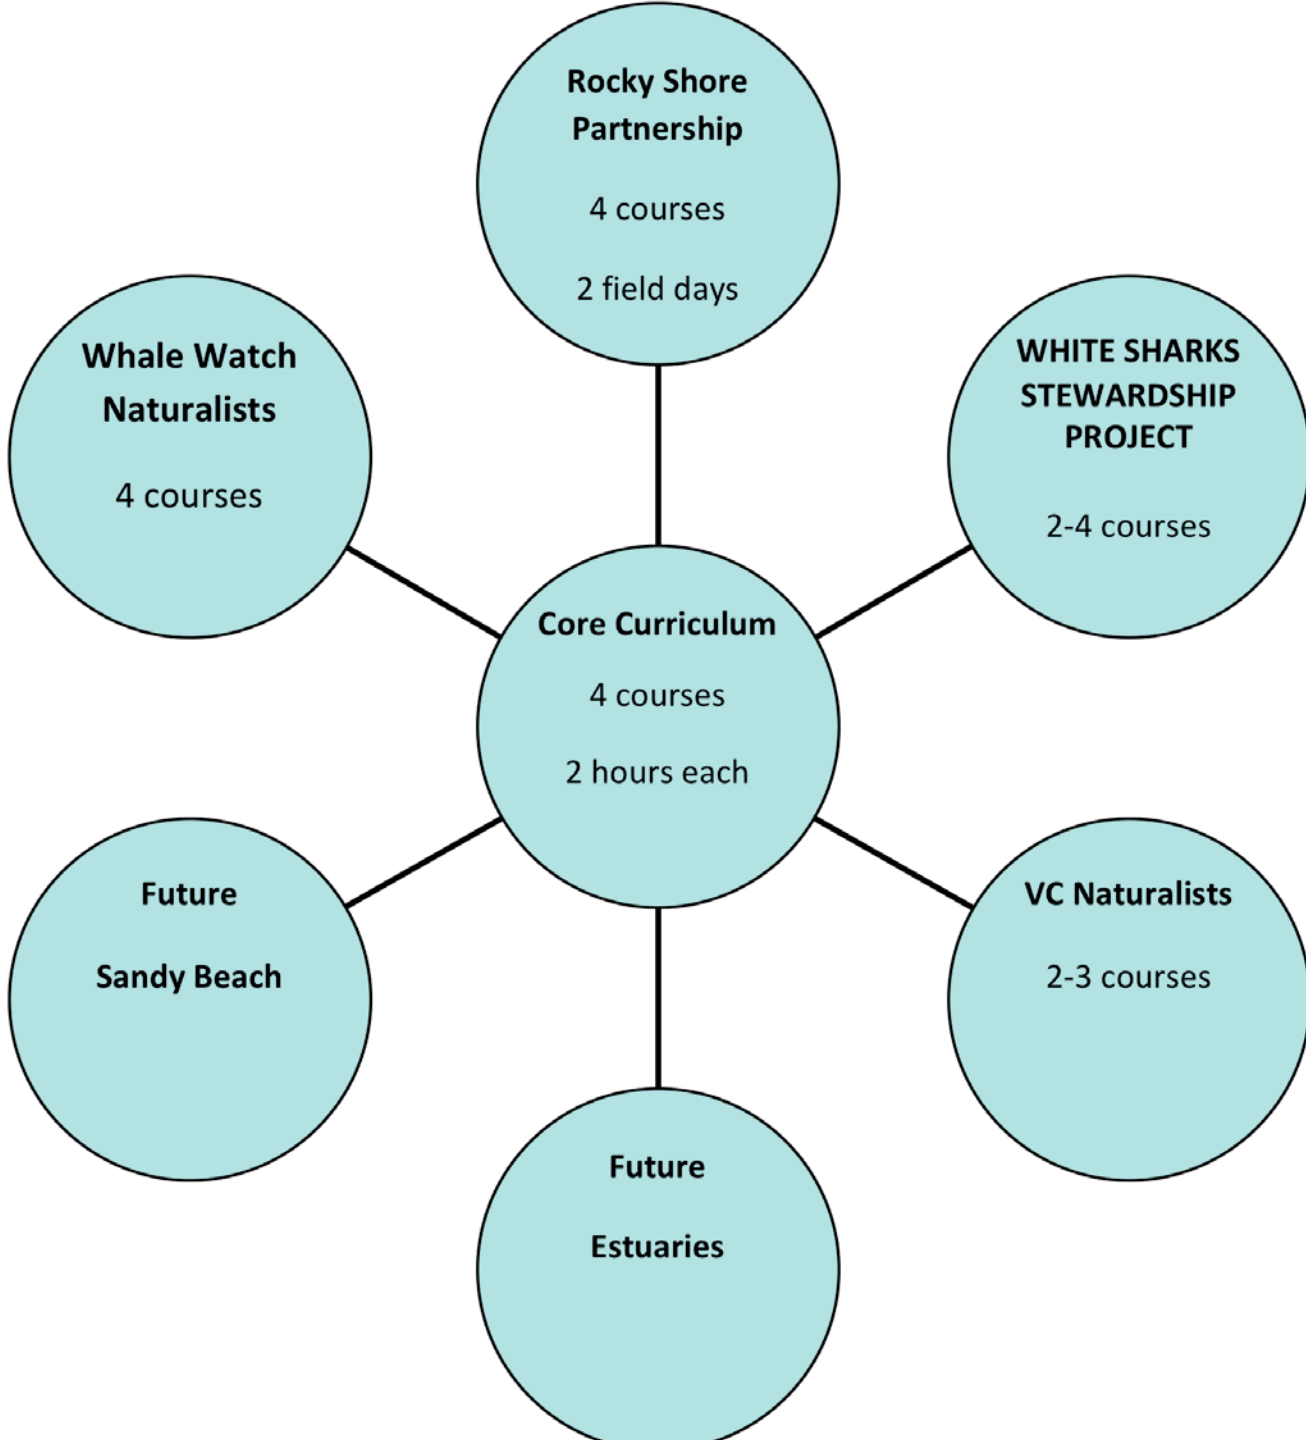 Rocky Shore
Partnership
4 courses
2 field days
Whale Watch
Naturalists
4 courses
WHITE SHARKS
STEWARDSHIP
PROJECT
2-4 courses
Core Curriculum
4 courses
2 hours each
Future
Sandy Beach
VC Naturalists
2-3 courses
Future
Estuaries